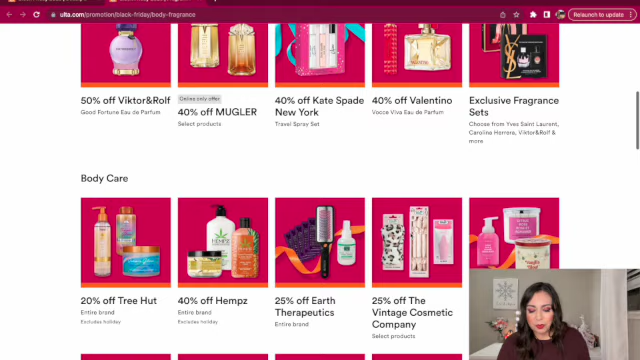 ulta.com/promotion/black-friday/body-fragrance
Relaunch to update
50% off Viktor&Rolf
Good Fortune Eau de Parfum
Online only offer
40% off MUGLER
Select products
40% off Kate Spade
New York
Travel Spray Set
40% off Valentino
Vocce Viva Eau de Parfum
Exclusive Fragrance
Sets
Choose from Yves Saint Laurent,
Carolina Herrera, Viktor&Rolf &
more
Body Care
HEMPZ
20% off Tree Hut
Entire brand
Excludes holiday
40% off Hempz
Entire brand
Excludes holiday
25% off Earth
Therapeutics
Entire brand
25% off The
Vintage Cosmetic
Company
Select products